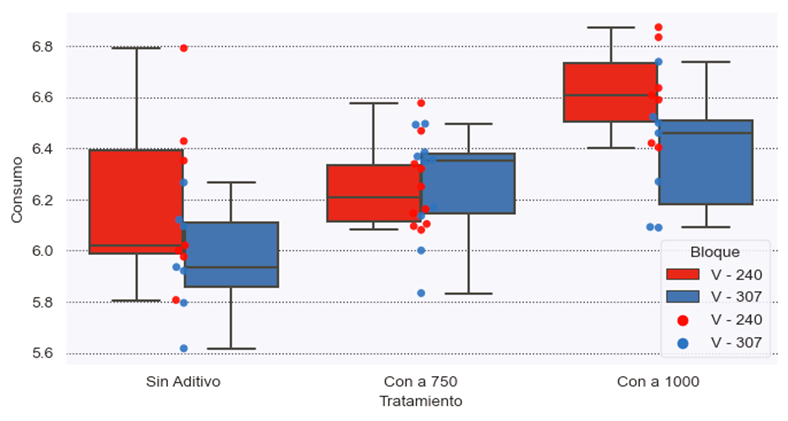 6.8
6.6
6.4
6.2
6.0
5.8
5.6
Consumo
Sin Aditivo
Con a 750
Con a 1000
Tratamiento
Bloque
V - 240
V - 307
V - 240
V - 307